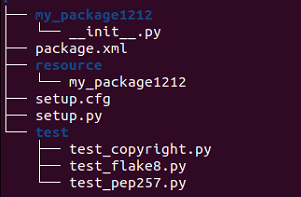 my_package1212
__init__.py
package.xml
resource
my_package1212
setup.cfg
setup.py
test
test_copyright.py
test_flake8.py
test_pep257.py